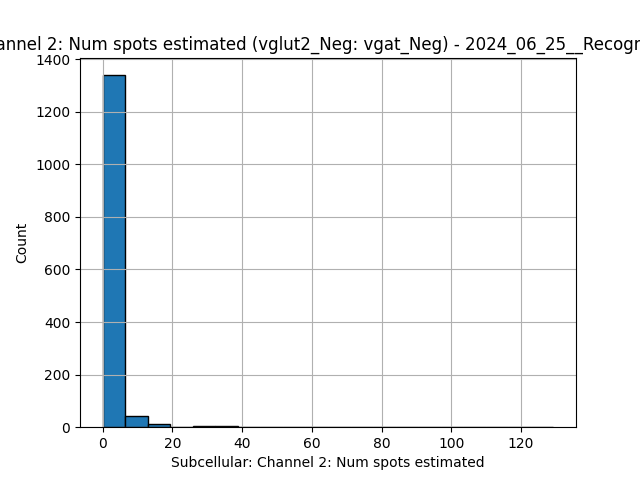 annel 2: Num spots estimated (vglut2_Neg: vgat_Neg) - 2024_06_25__Recogr
1400
1200
1000
800
600
400
200
0
Count
0 20 40 60 80 100 120
Subcellular: Channel 2: Num spots estimated